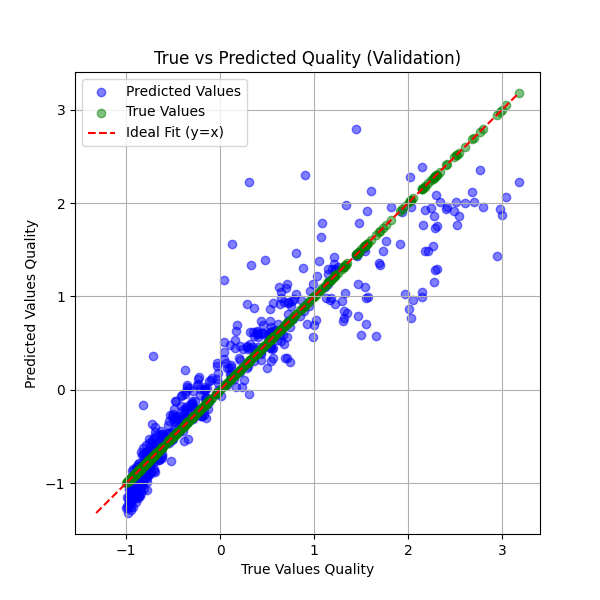 True vs Predicted Quality (Validation)
Predicted Values
True Values
Ideal Fit (y=x)
Predicted Values Quality
3
2
1
0
−1
−1 0 1 2 3
True Values Quality